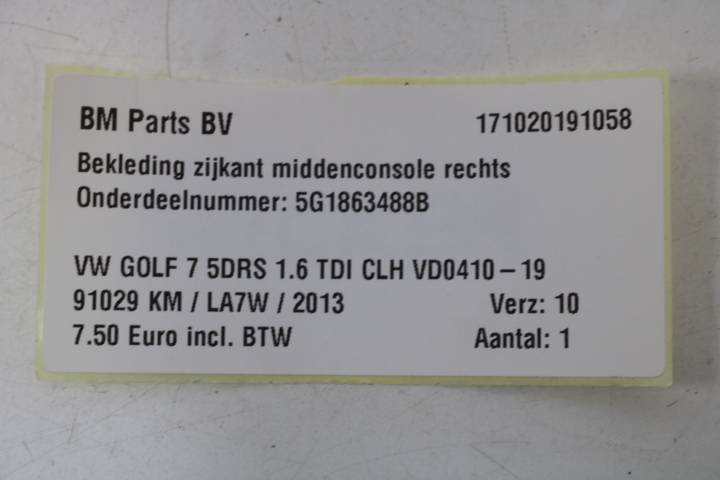 BM Parts BV 171020191058
Bekleding zijkant middenconsole rechts
Onderdeelnummer: 5G1863488B
VW GOLF 7 5DRS 1.6 TDI CLH VD0410-19
91029 KM / LA7W / 2013 Verz: 10
7.50 Euro incl. BTW Aantal: 1